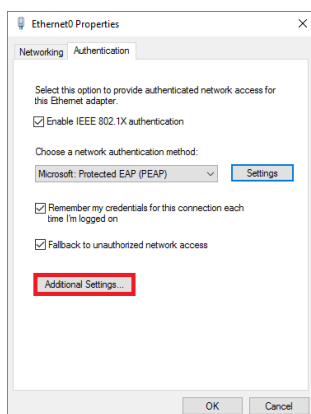 Ethernet0 Properties
Networking Authentication
Select this option to provide authenticated network access for
this Ethernet adapter.
Enable IEEE 802.1X authentication
Choose a network authentication method:
Microsoft: Protected EAP (PEAP) Settings
Remember my credentials for this connection each
time I'm logged on
Fallback to unauthorized network access
Additional Settings...
OK Cancel